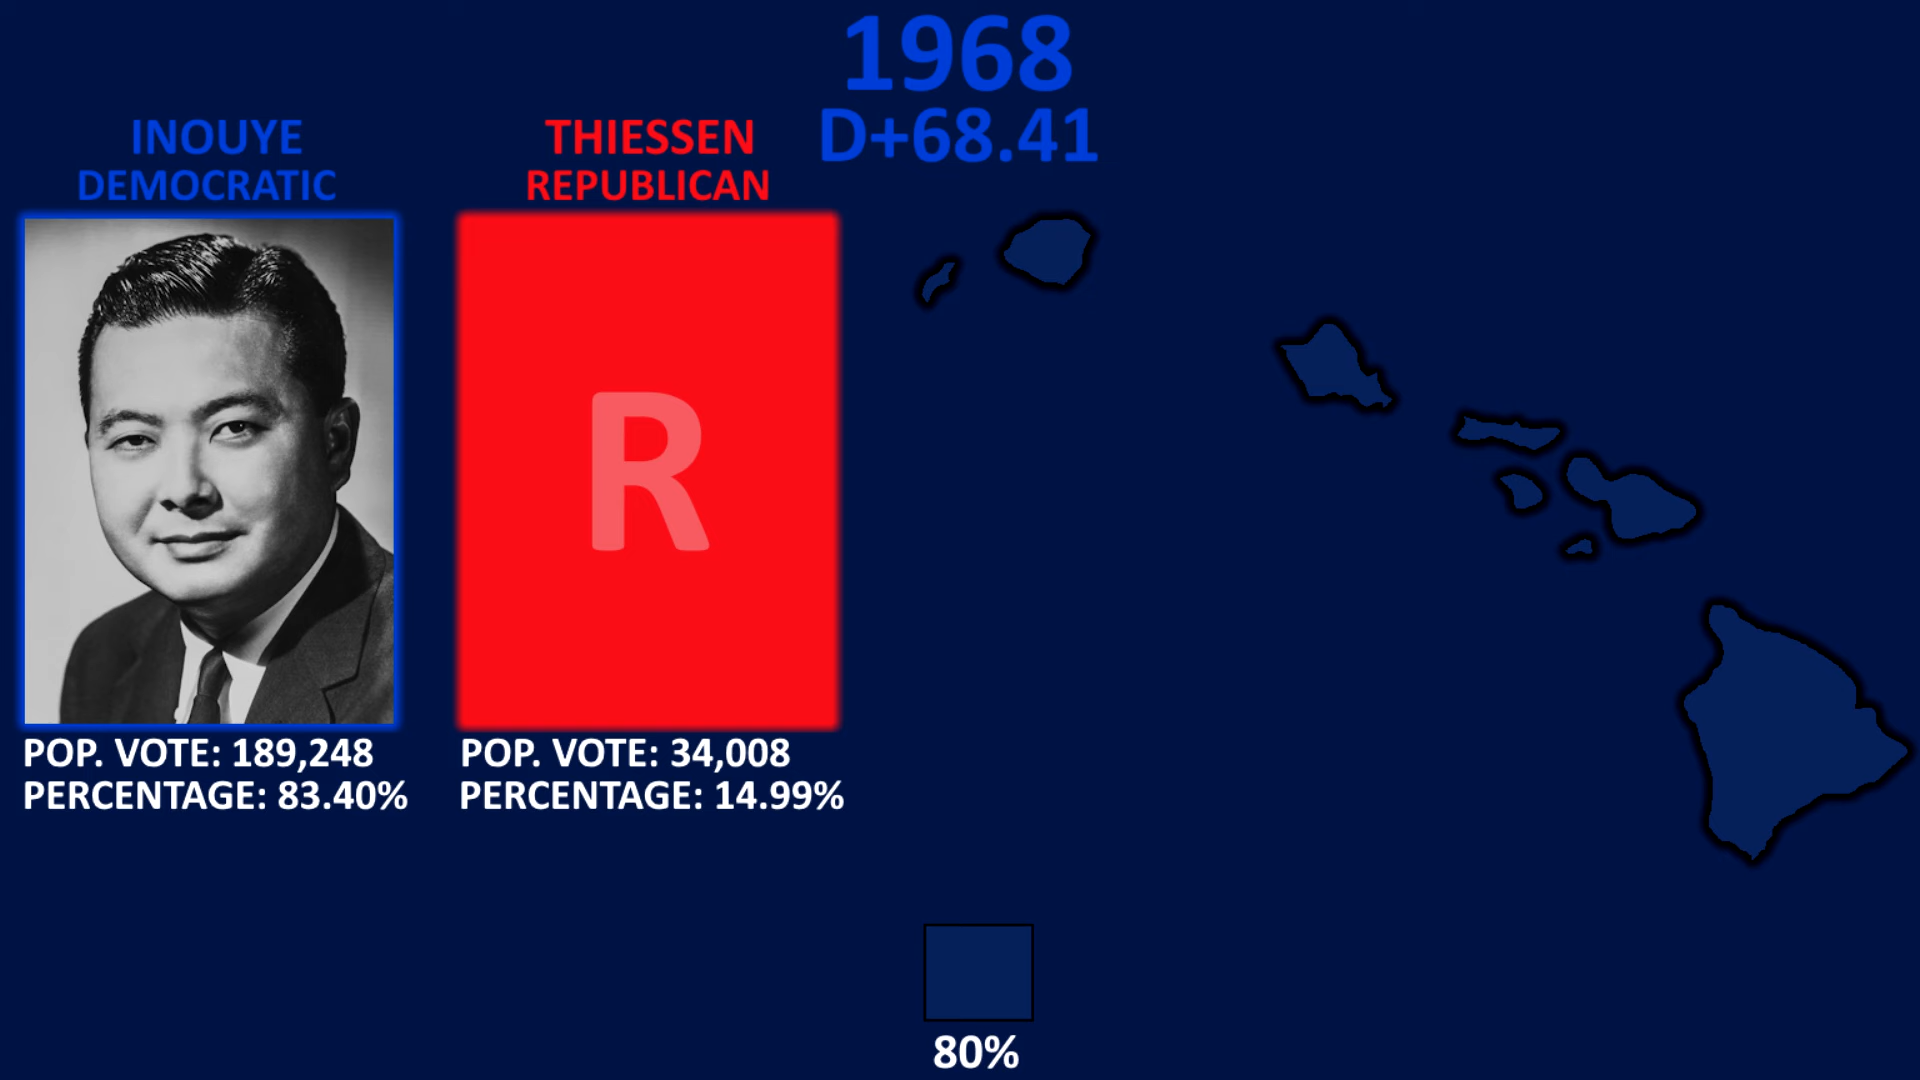 1968
D+68.41
INOUYE
DEMOCRATIC
THIESSEN
REPUBLICAN
R
POP. VOTE: 189,248
PERCENTAGE: 83.40%
POP. VOTE: 34,008
PERCENTAGE: 14.99%
80%